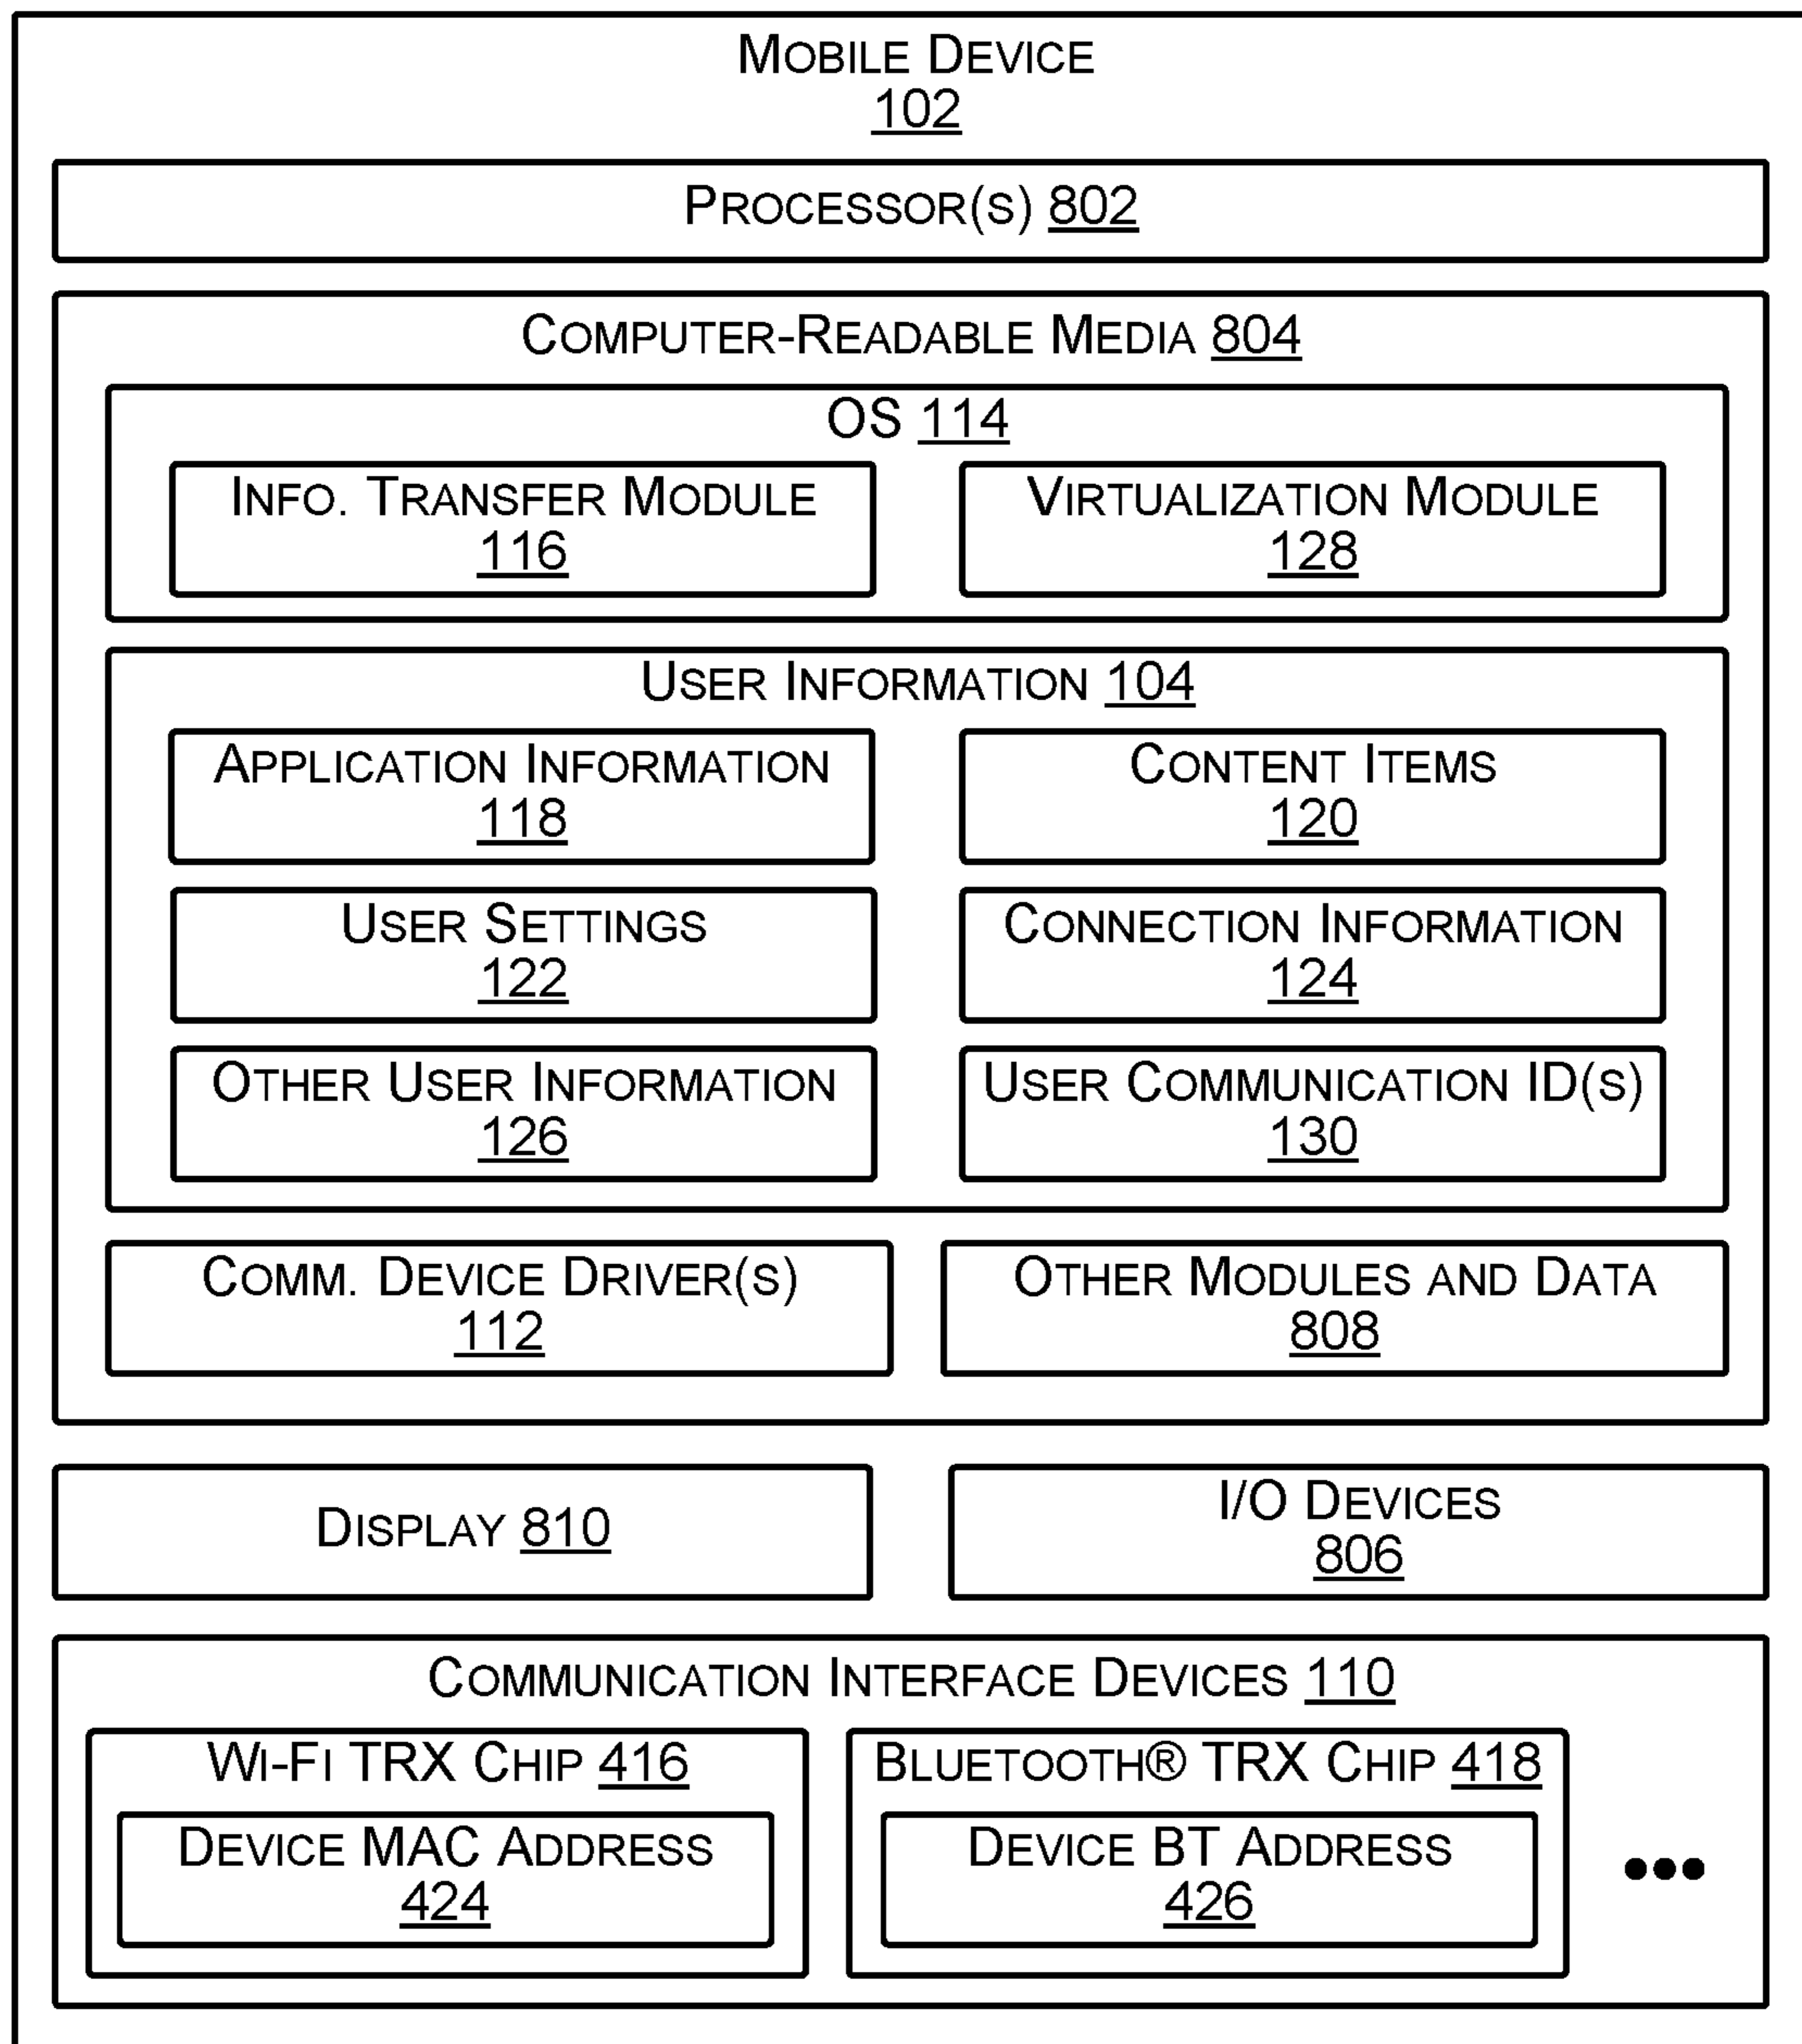 MOBILE DEVICE
102
PROCESSOR(S) 802
COMPUTER-READABLE MEDIA 804
OS 114
INFO. TRANSFER MODULE
116
VIRTUALIZATION MODULE
128
USER INFORMATION 104
APPLICATION INFORMATION
118
CONTENT ITEMS
120
USER SETTINGS
122
CONNECTION INFORMATION
124
OTHER USER INFORMATION
126
USER COMMUNICATION ID(S)
130
COMM. DEVICE DRIVER(S)
112
OTHER MODULES AND DATA
808
DISPLAY 810
I/O DEVICES
806
COMMUNICATION INTERFACE DEVICES 110
WI-FI TRX CHIP 416
DEVICE MAC ADDRESS
424
BLUETOOTH® TRX CHIP 418
DEVICE BT ADDRESS
426
•••